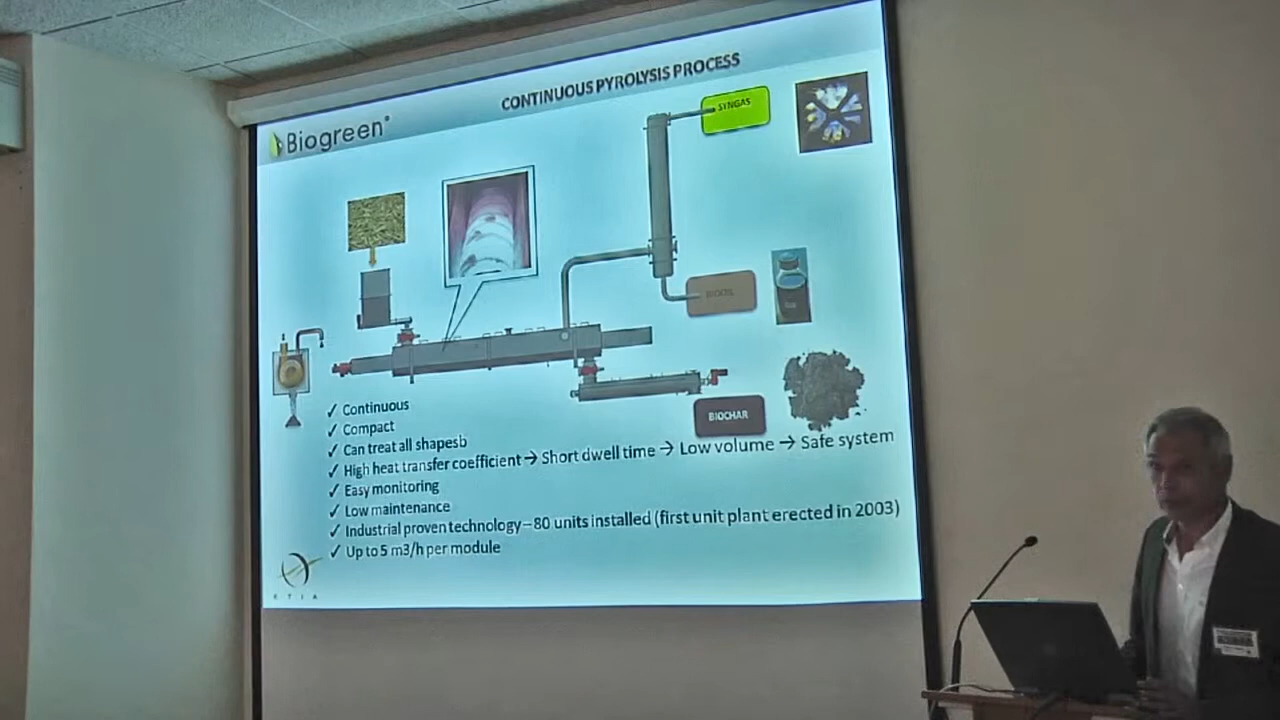 CONTINUOUS PYROLYSIS PROCESS
Biogreen®
SYNGAS
BIOOIL
BIOCHAR
✓ Continuous
✓ Compact
✓ Can treat all shapesb
✓ High heat transfer coefficient → Short dwell time → Low volume → Safe system
✓ Easy monitoring
✓ Low maintenance
✓ Industrial proven technology – 80 units installed (first unit plant erected in 2003)
✓ Up to 5 m3/h per module
ETIA